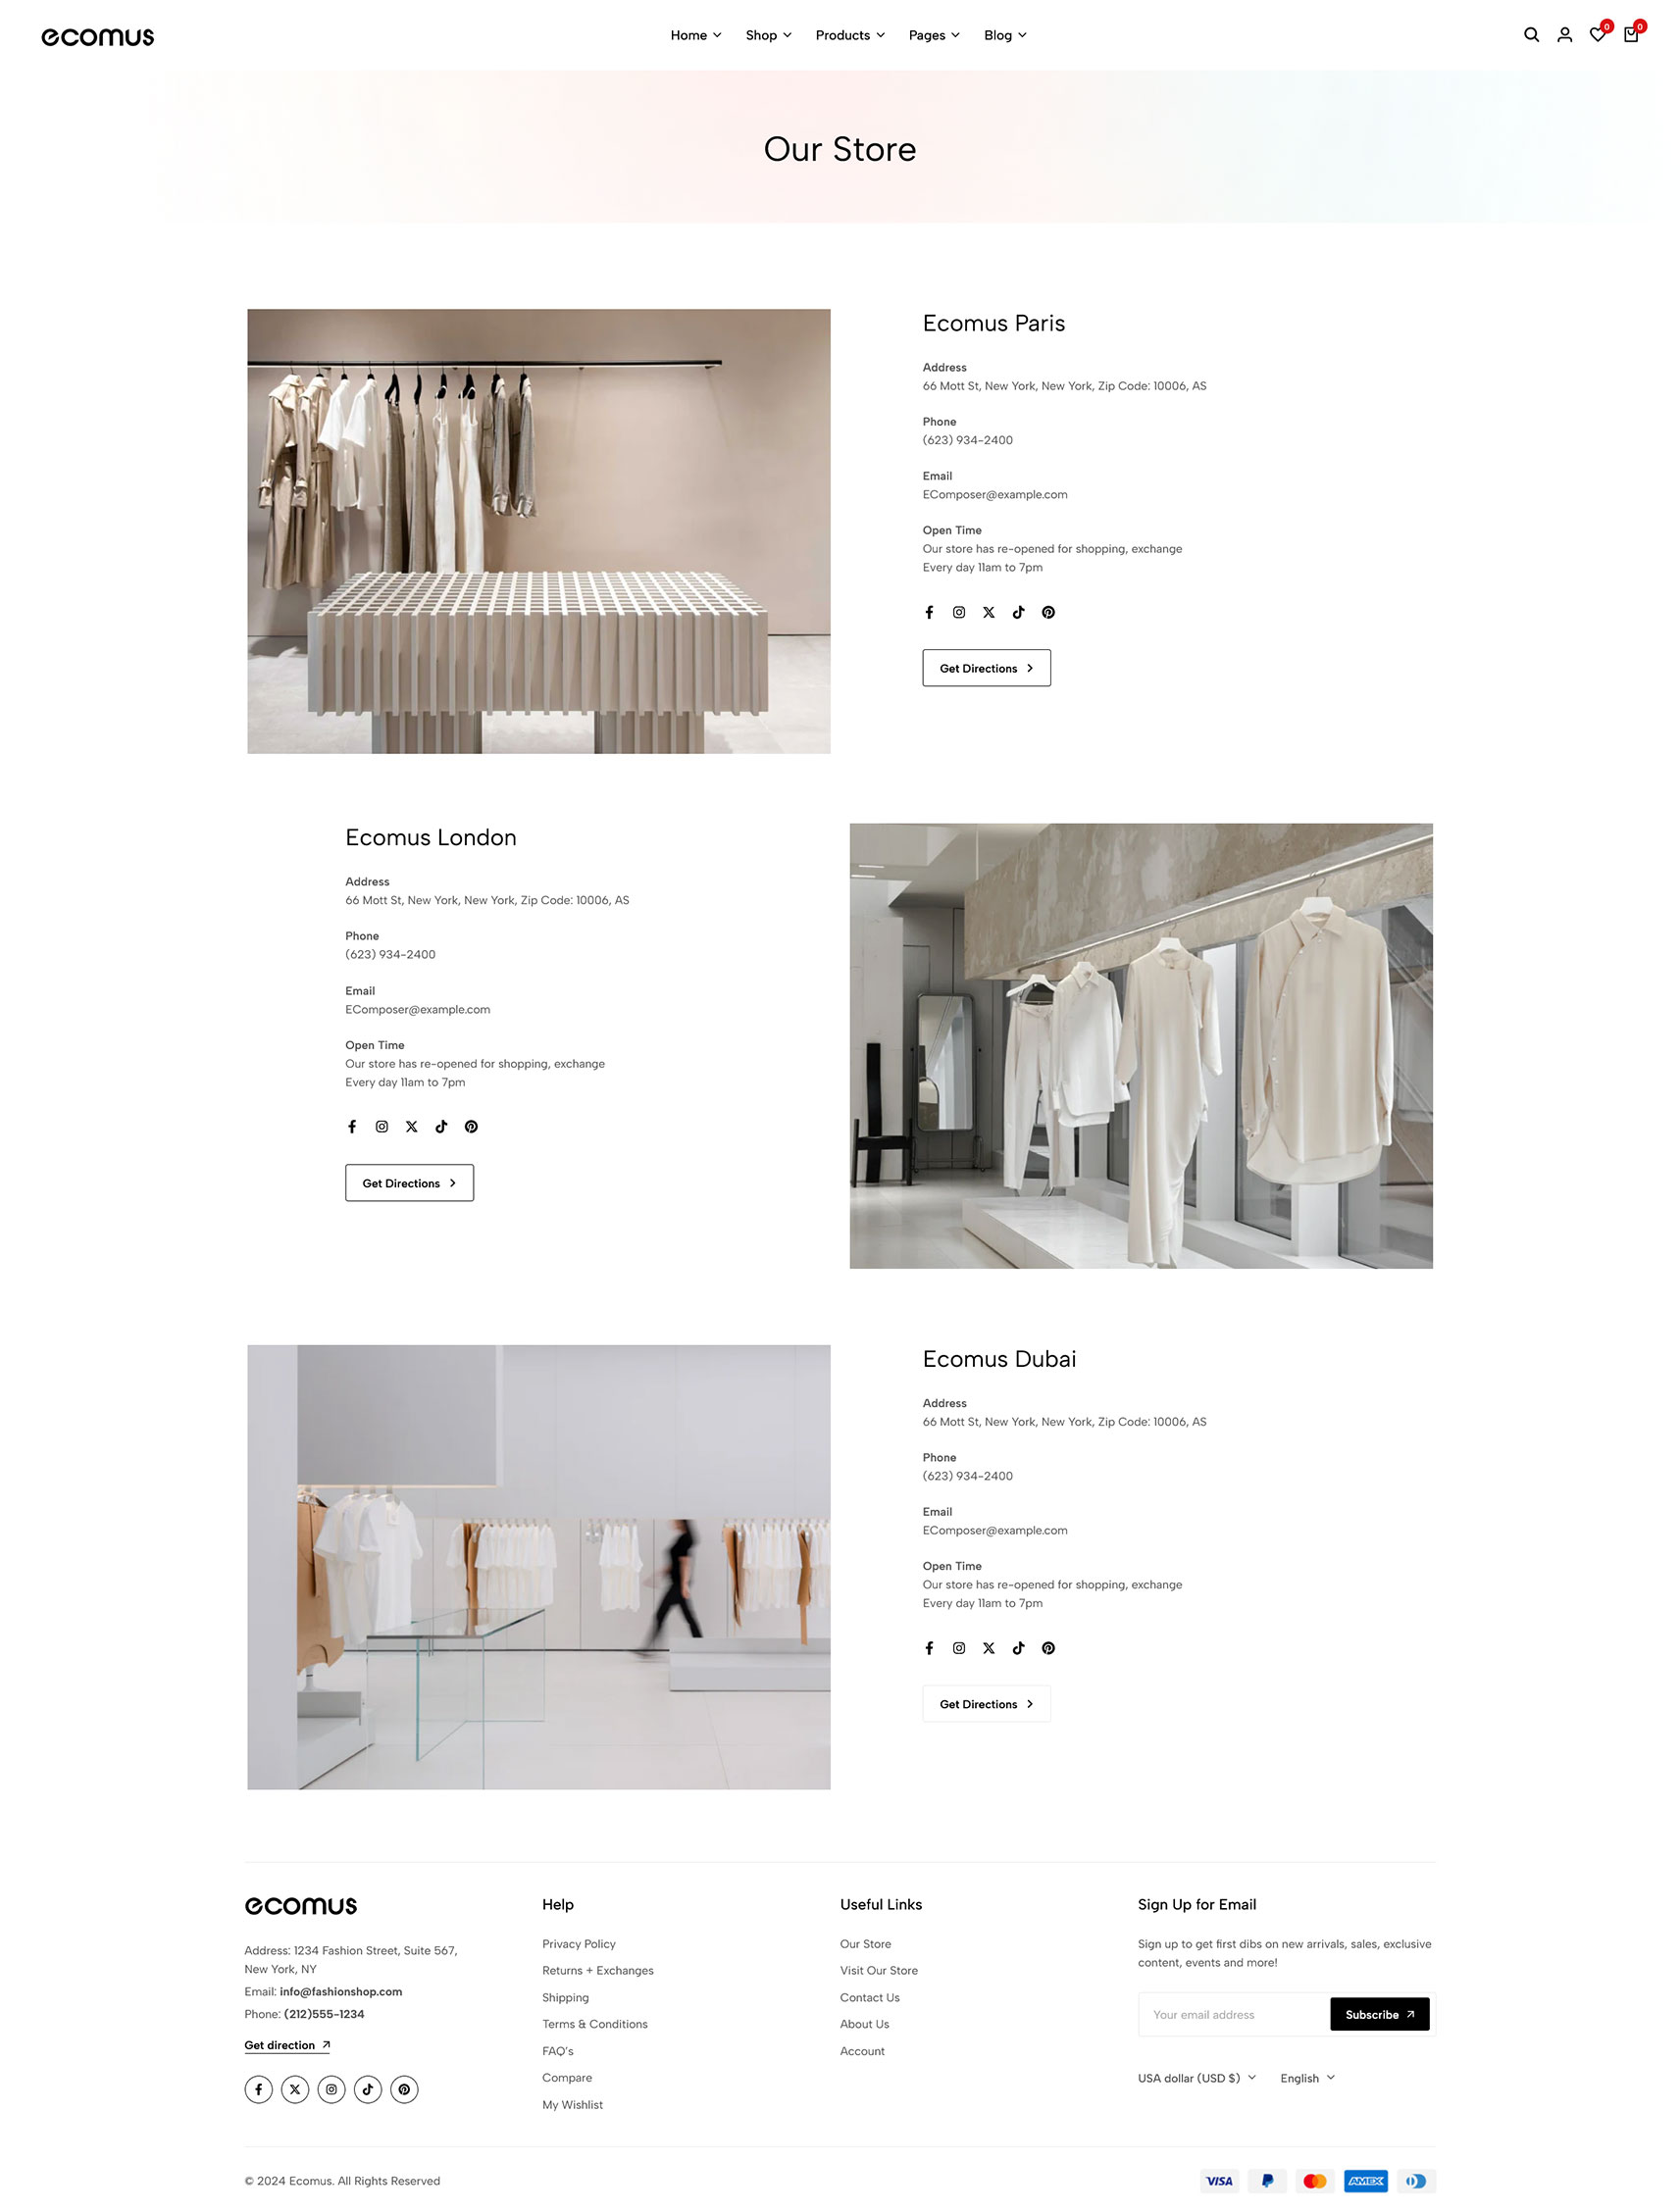 ecomus
Home Shop Products Pages Blog
0 0
Our Store
Ecomus Paris
Address
66 Mott St, New York, New York, Zip Code: 10006, AS
Phone
(623) 934-2400
Email
EComposer@example.com
Open Time
Our store has re-opened for shopping, exchange
Every day 11am to 7pm
Get Directions
Ecomus London
Address
66 Mott St, New York, New York, Zip Code: 10006, AS
Phone
(623) 934-2400
Email
EComposer@example.com
Open Time
Our store has re-opened for shopping, exchange
Every day 11am to 7pm
Get Directions
Ecomus Dubai
Address
66 Mott St, New York, New York, Zip Code: 10006, AS
Phone
(623) 934-2400
Email
EComposer@example.com
Open Time
Our store has re-opened for shopping, exchange
Every day 11am to 7pm
Get Directions
ecomus
Address: 1234 Fashion Street, Suite 567,
New York, NY
Email: info@fashionshop.com
Phone: (212)555-1234
Get direction
Help
Privacy Policy
Returns + Exchanges
Shipping
Terms & Conditions
FAQ's
Compare
My Wishlist
Useful Links
Our Store
Visit Our Store
Contact Us
About Us
Account
Sign Up for Email
Sign up to get first dibs on new arrivals, sales, exclusive
content, events and more!
Your email address Subscribe
USA dollar (USD $) English
© 2024 Ecomus. All Rights Reserved
VISA AMEX